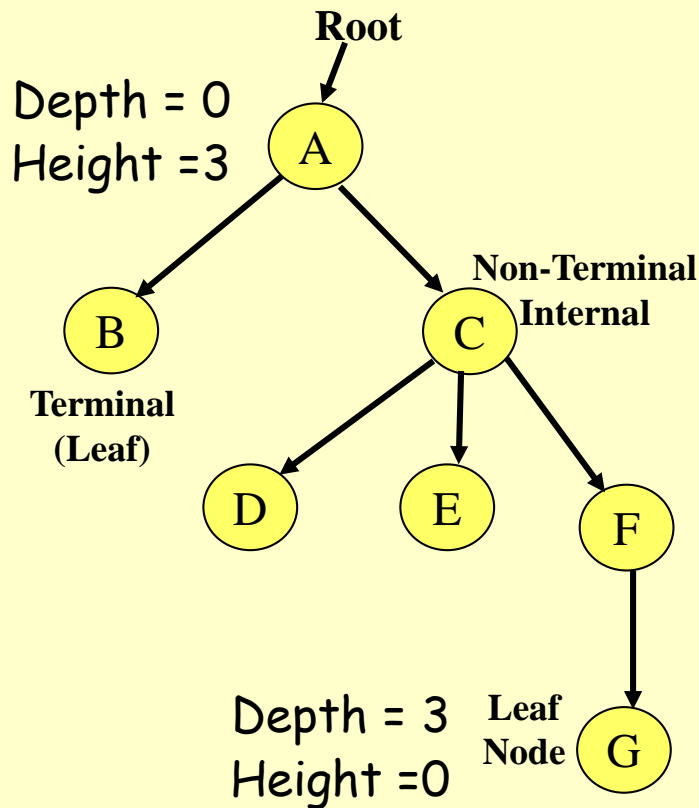 Root
Depth = 0
Height =3
A
Non-Terminal
Internal
B
C
Terminal
(Leaf)
D
E
F
Depth = 3
Height =0
Leaf
Node
G